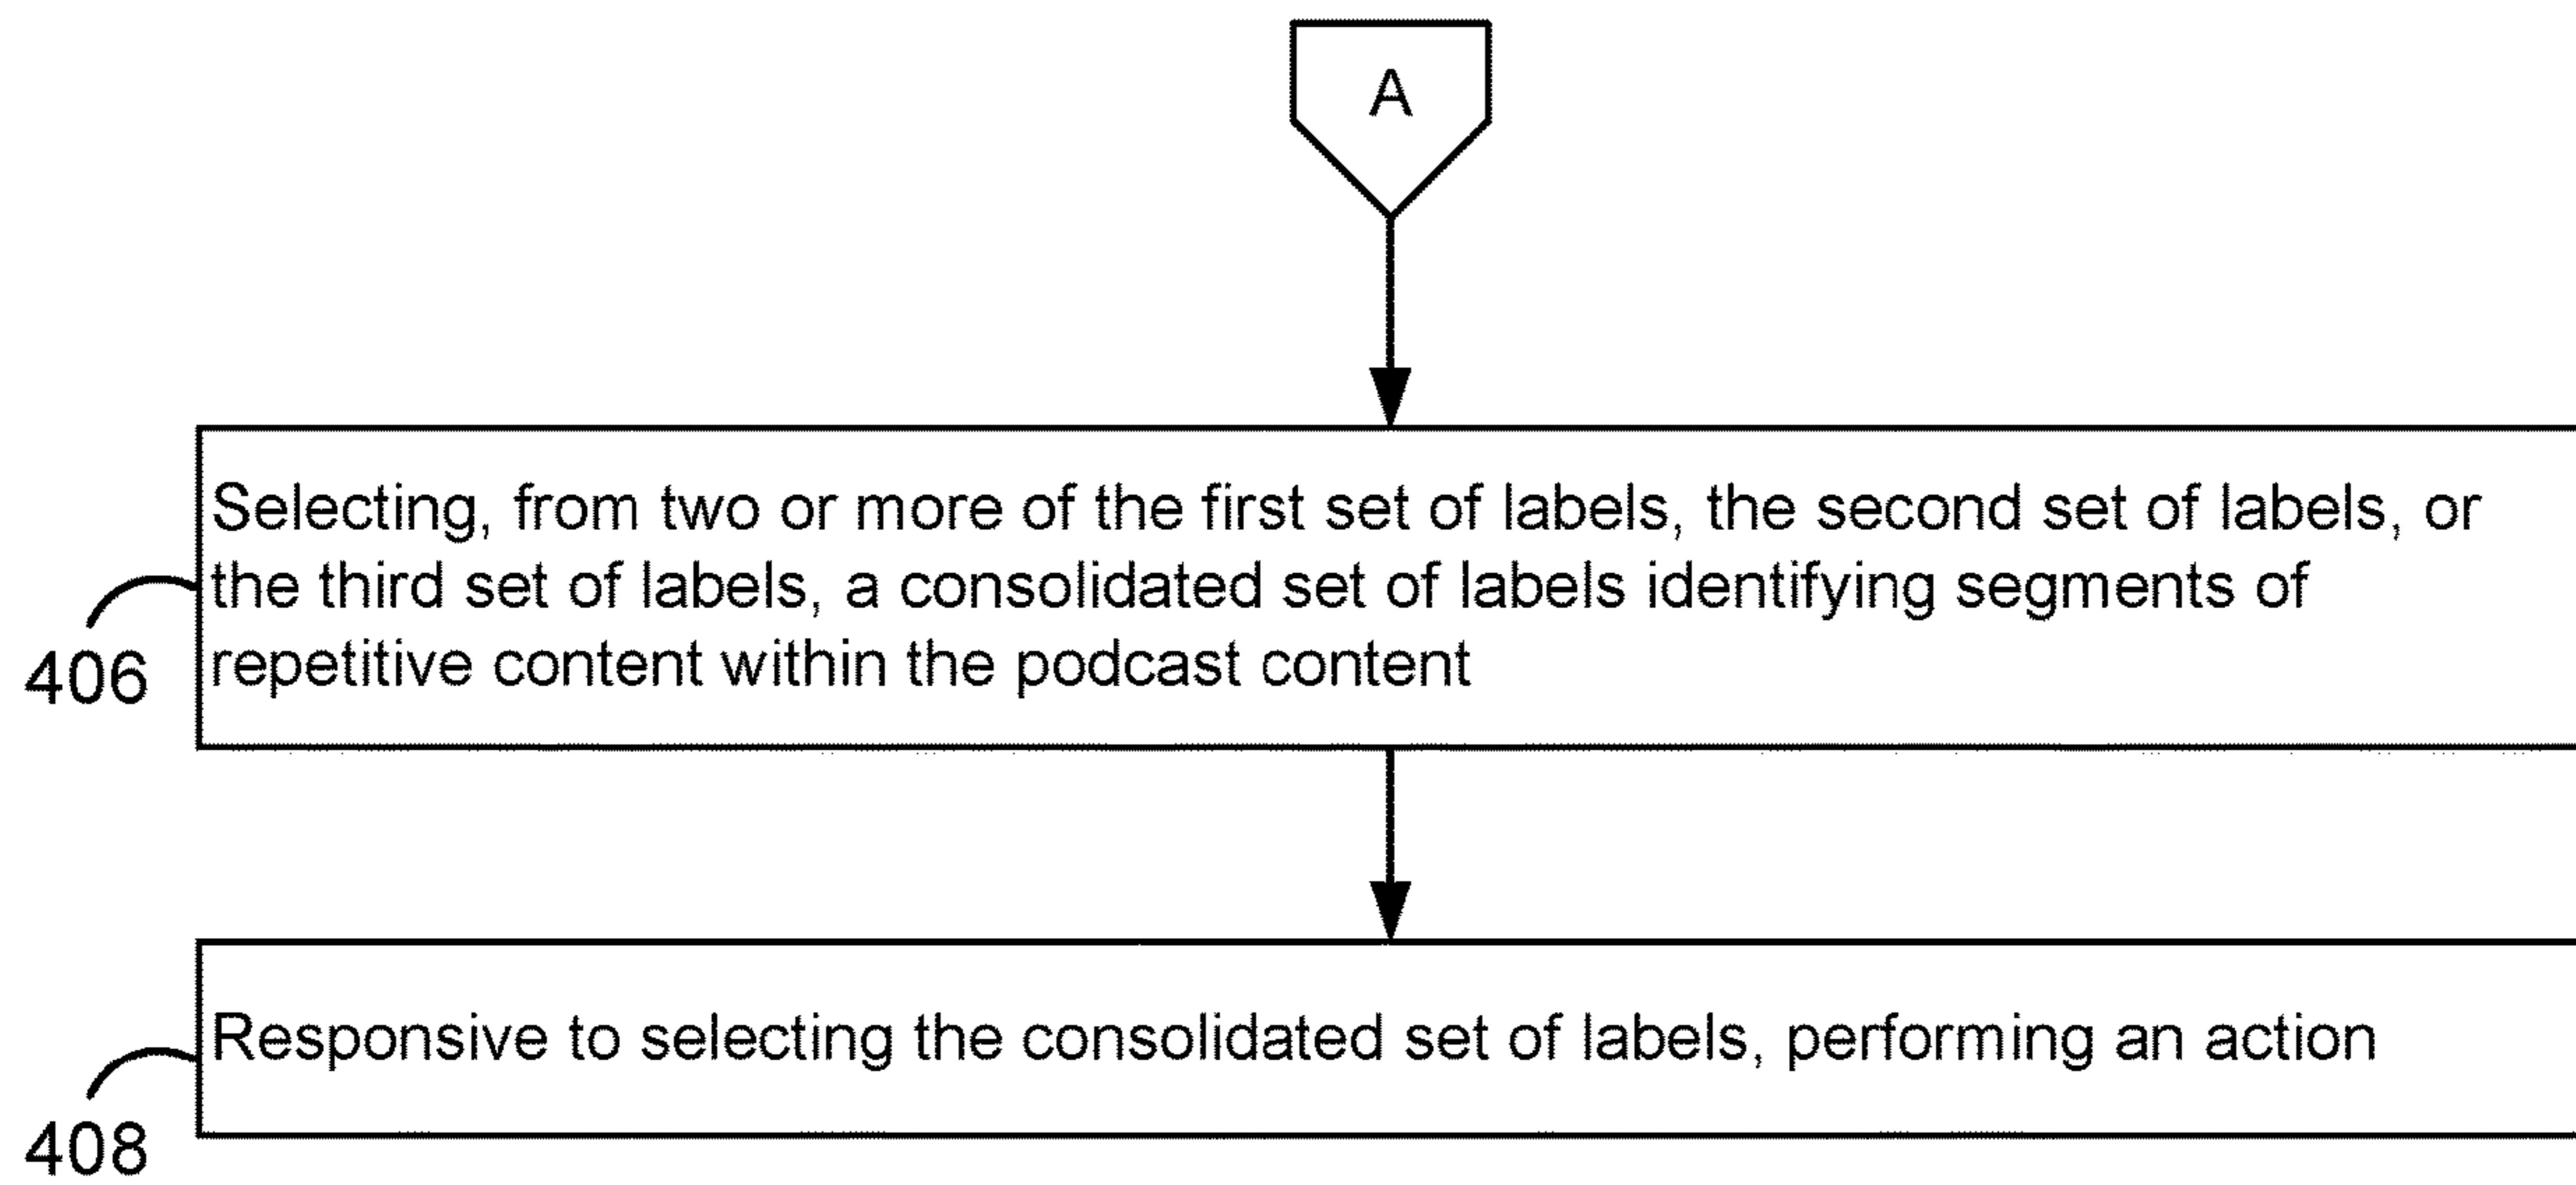 A
Selecting, from two or more of the first set of labels, the second set of labels, or
the third set of labels, a consolidated set of labels identifying segments of
repetitive content within the podcast content
406
Responsive to selecting the consolidated set of labels, performing an action
408